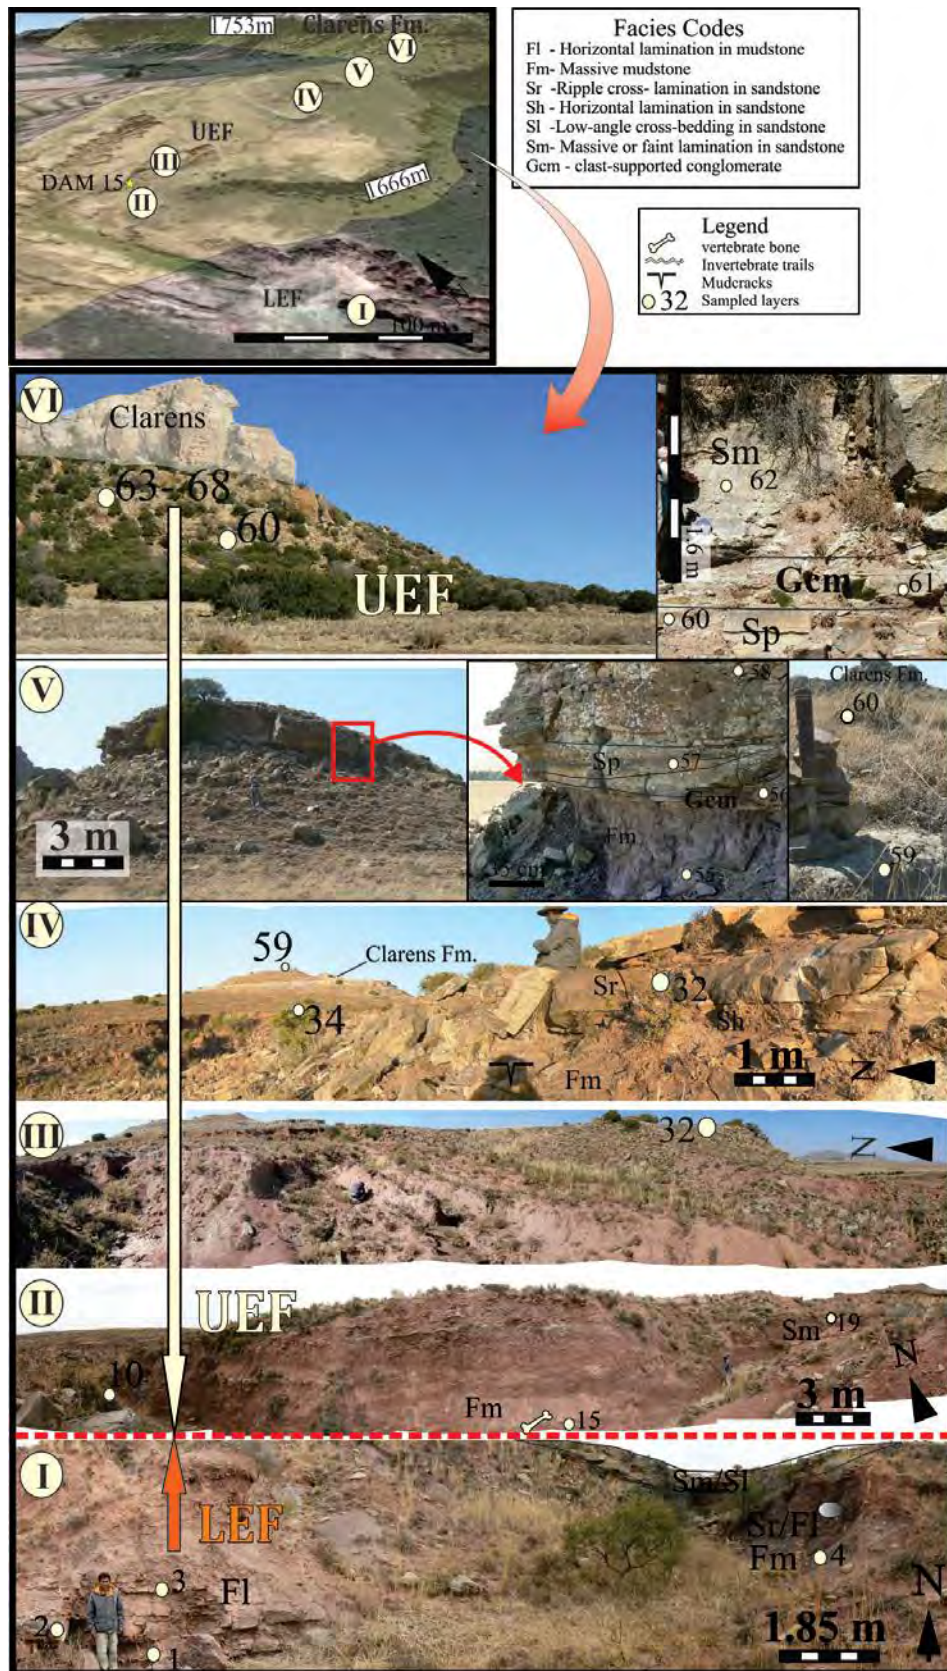 1753m
Clarens Fm.
VI
V
IV
UEF
III
DAM 15
II
1666m
LEF
I
100 m
Facies Codes
Fl - Horizontal lamination in mudstone
Fm- Massive mudstone
Sr -Ripple cross- lamination in sandstone
Sh - Horizontal lamination in sandstone
Sl -Low-angle cross-bedding in sandstone
Sm- Massive or faint lamination in sandstone
Gcm - clast-supported conglomerate
Legend
vertebrate bone
Invertebrate trails
Mudcracks
32 Sampled layers
VI
Clarens
63- 68
60
UEF
Sm
62
1.6 m
Gcm
61
60
Sp
V
3 m
58
Sp
57
Gcm
56
Fm
55
35 cm
Clarens Fm.
60
59
IV
59
Clarens Fm.
34
Sr
32
Sh
1 m
Fm
N
III
32
N
II
UEF
10
Sm
19
N
3 m
Fm
15
I
LEF
Sm/Sl
Sr/Fl
Fm
4
3
Fl
2
1
N
1.85 m